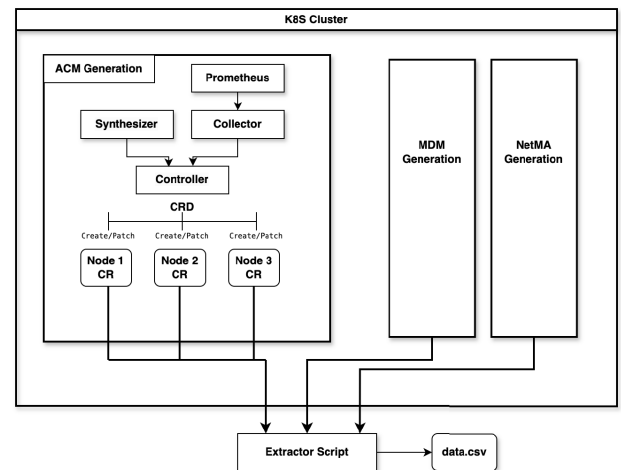 K8S Cluster
ACM Generation
Prometheus
Synthesizer
Collector
Controller
CRD
Create/Patch
Create/Patch
Create/Patch
Node 1
CR
Node 2
CR
Node 3
CR
MDM
Generation
NetMA
Generation
Extractor Script
data.csv